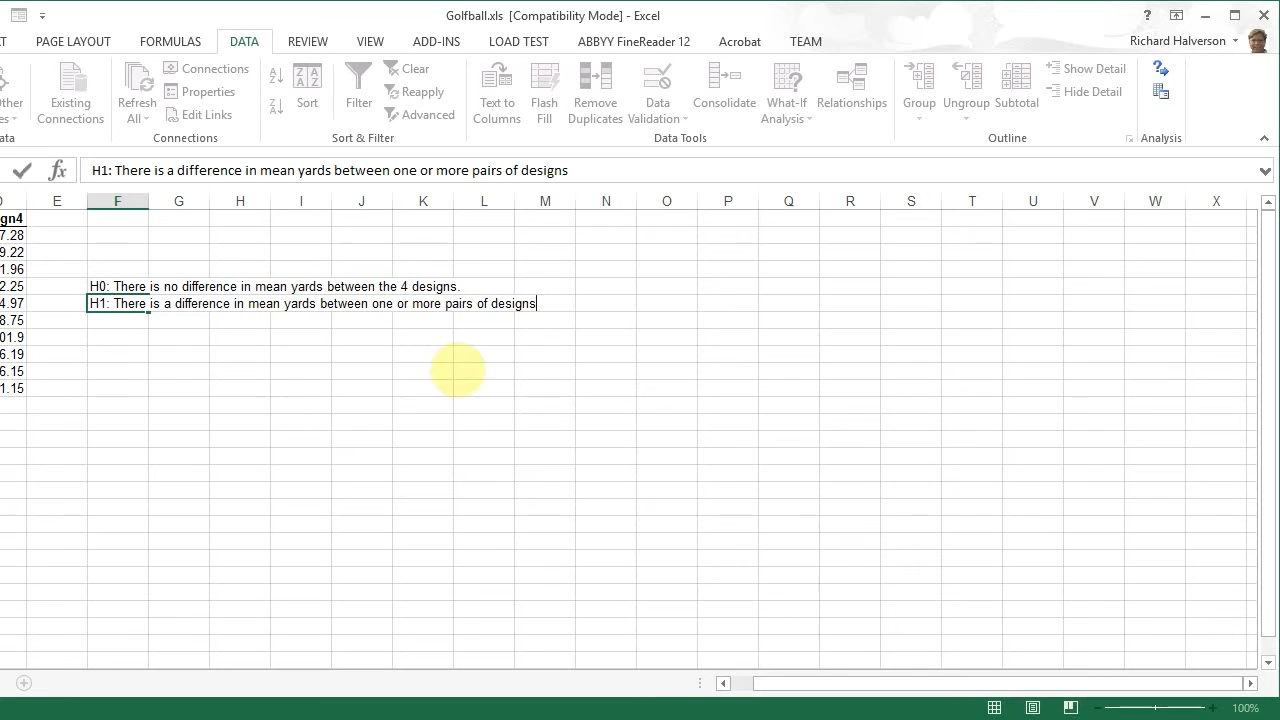 Golfball.xls [Compatibility Mode] - Excel
PAGE LAYOUT FORMULAS DATA REVIEW VIEW ADD-INS LOAD TEST ABBYY FineReader 12 Acrobat TEAM Richard Halverson
Existing Connections
Refresh All
Connections
Properties
Edit Links
Connections
Sort
Filter
Clear
Reapply
Advanced
Sort & Filter
Text to Columns
Flash Fill
Remove Duplicates
Data Validation
Consolidate
What-If Analysis
Relationships
Data Tools
Group
Ungroup
Subtotal
Show Detail
Hide Detail
Outline
Analysis
fx H1: There is a difference in mean yards between one or more pairs of designs
E F G H I J K L M N O P Q R S T U V W X
gn4
7.28
9.22
1.96
2.25 H0: There is no difference in mean yards between the 4 designs.
4.97 H1: There is a difference in mean yards between one or more pairs of designs
8.75
01.9
6.19
6.15
1.15
100%